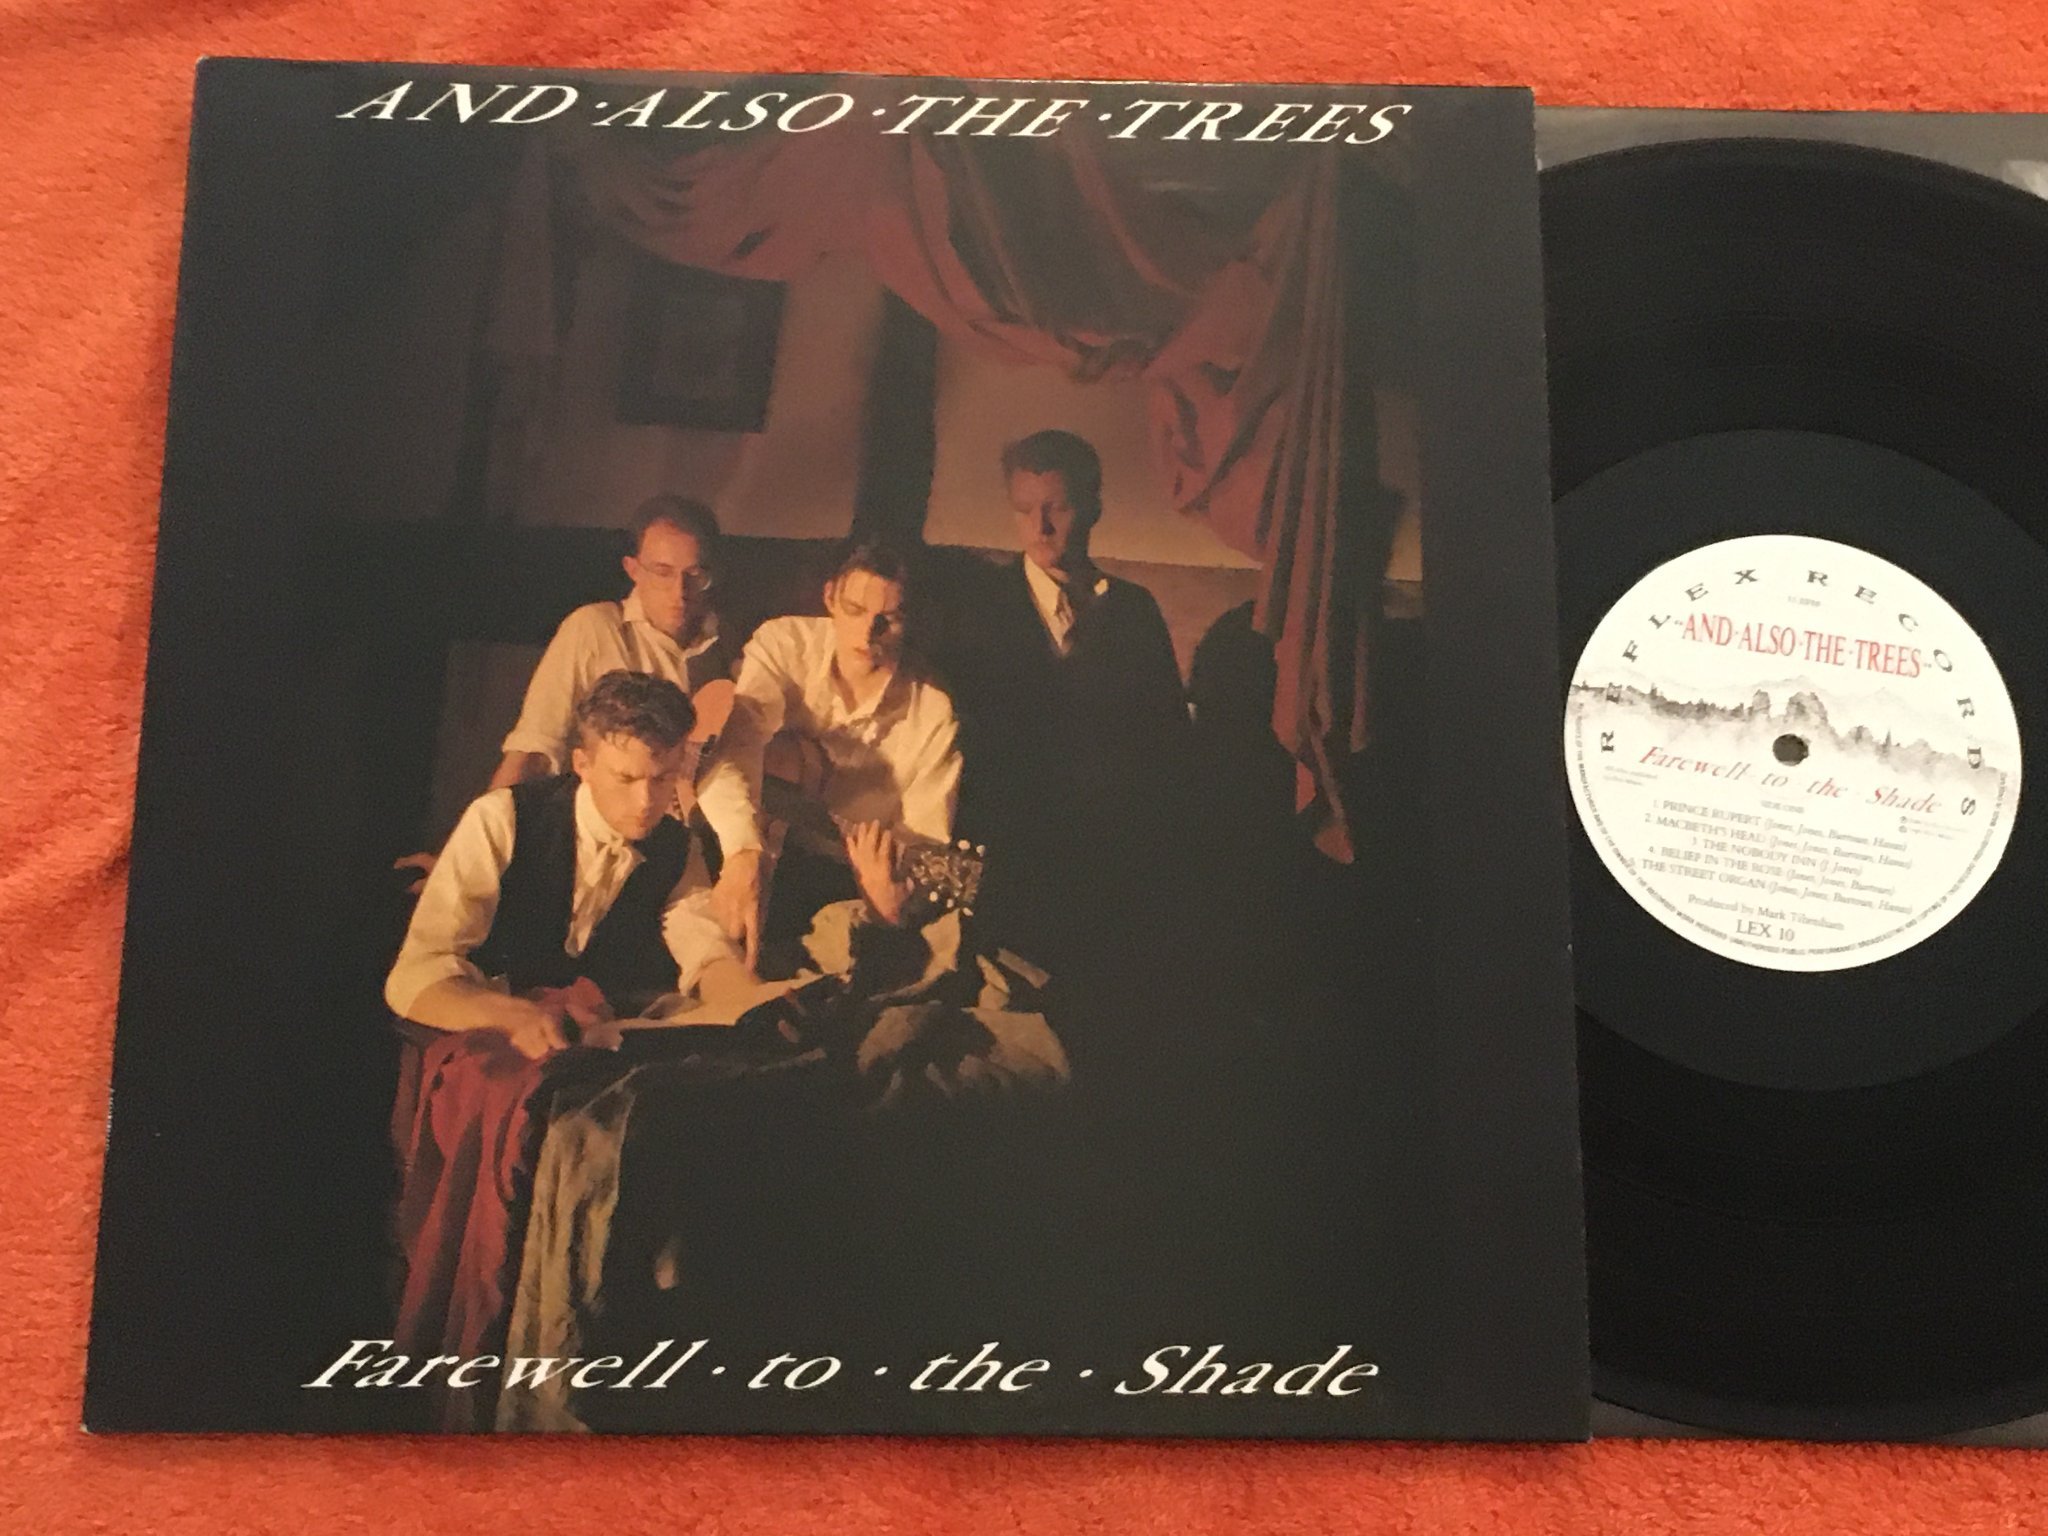 AND·ALSO·THE·TREES
Farewell · to · the · Shade
REFLEX RECORDS
"AND·ALSO·THE·TREES"
Farewell · to · the · Shade
SIDE ONE
1. PRINCE RUPERT (Jones, Jones, Burrows, Havas)
2. MACBETH'S HEAD (Jones, Jones, Burrows, Havas)
3. THE NOBODY INN (J. Jones)
4. BELIEF IN THE ROSE (Jones, Jones, Burrows)
THE STREET ORGAN (Jones, Jones, Burrows, Havas)
Produced by Mark Tibenham
LEX 10